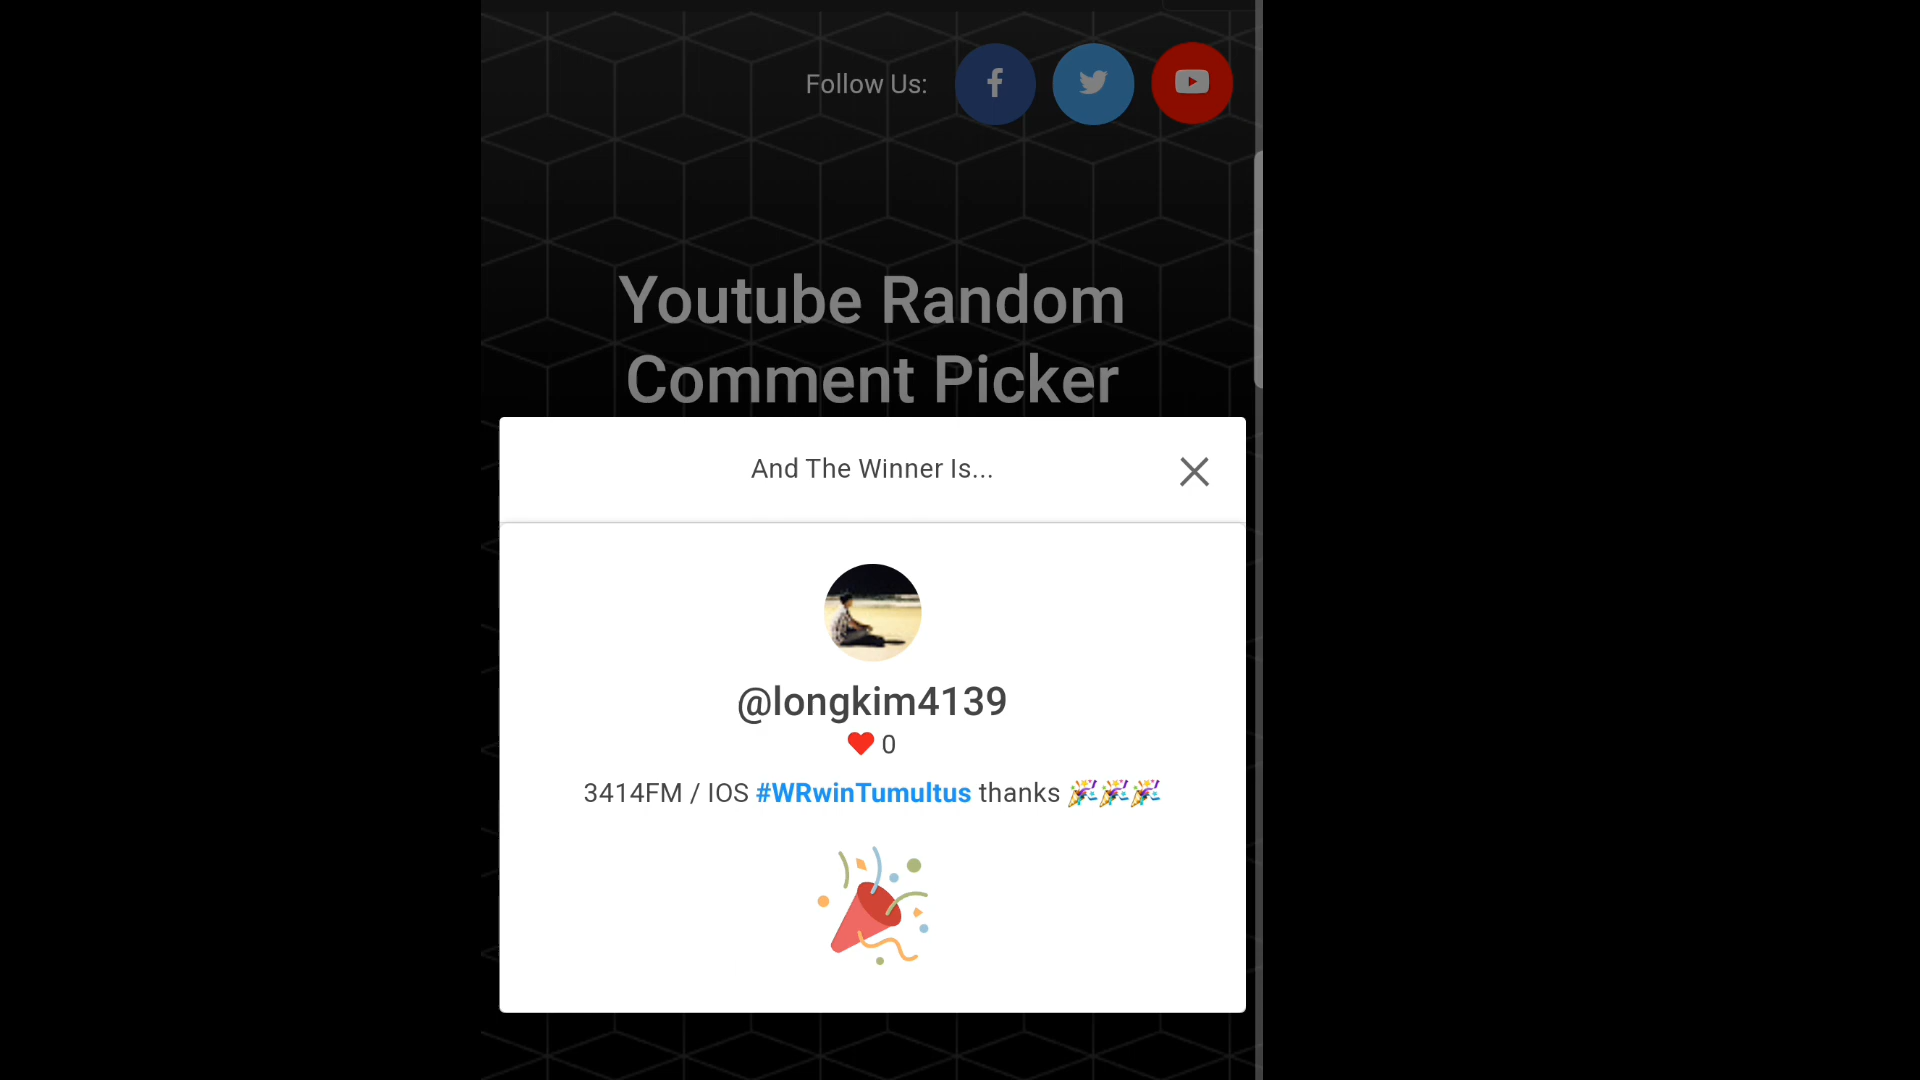 Follow Us:
Youtube Random
Comment Picker
And The Winner Is...
@longkim4139
0
3414FM / IOS #WRwinTumultus thanks 🎉🎉🎉